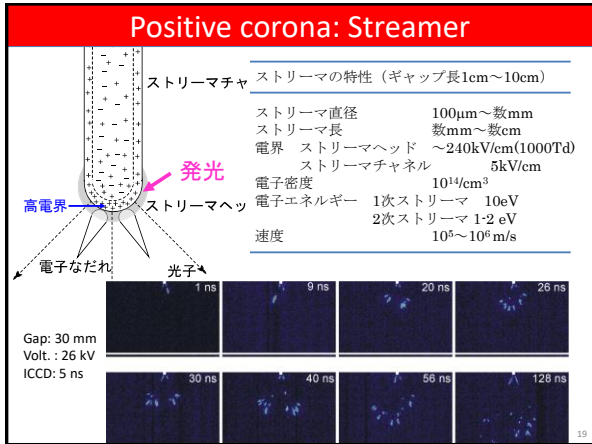 Positive corona: Streamer
ストリーマチャ
ストリーマの特性（ギャップ長1cm～10cm）
ストリーマ直径 100μm～数mm
ストリーマ長 数mm～数cm
電界 ストリーマヘッド ～240kV/cm(1000Td)
ストリーマチャネル 5kV/cm
電子密度 10¹⁴/cm³
電子エネルギー 1次ストリーマ 10eV
2次ストリーマ 1-2 eV
速度 10⁵～10⁶m/s
発光
高電界
ストリーマヘッ
電子なだれ
光子
Gap: 30 mm
Volt. : 26 kV
ICCD: 5 ns
1 ns
9 ns
20 ns
26 ns
30 ns
40 ns
56 ns
128 ns
19